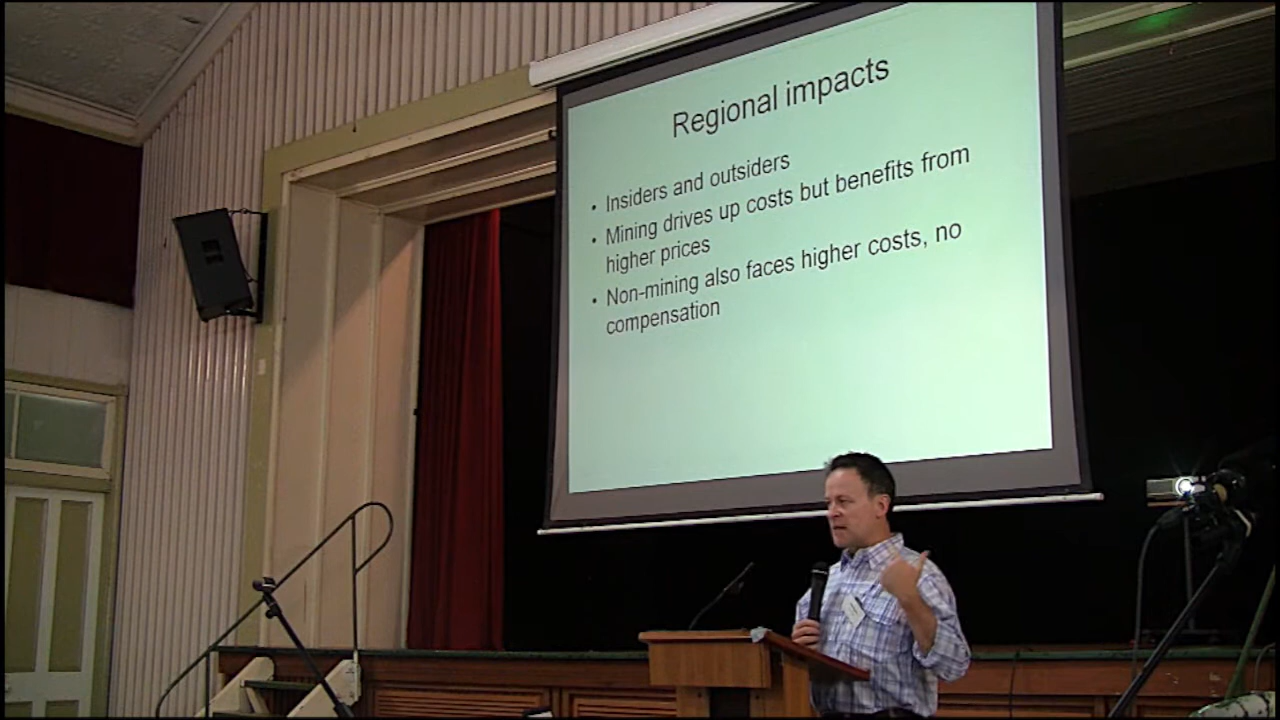 Regional impacts
• Insiders and outsiders
• Mining drives up costs but benefits from
higher prices
• Non-mining also faces higher costs, no
compensation